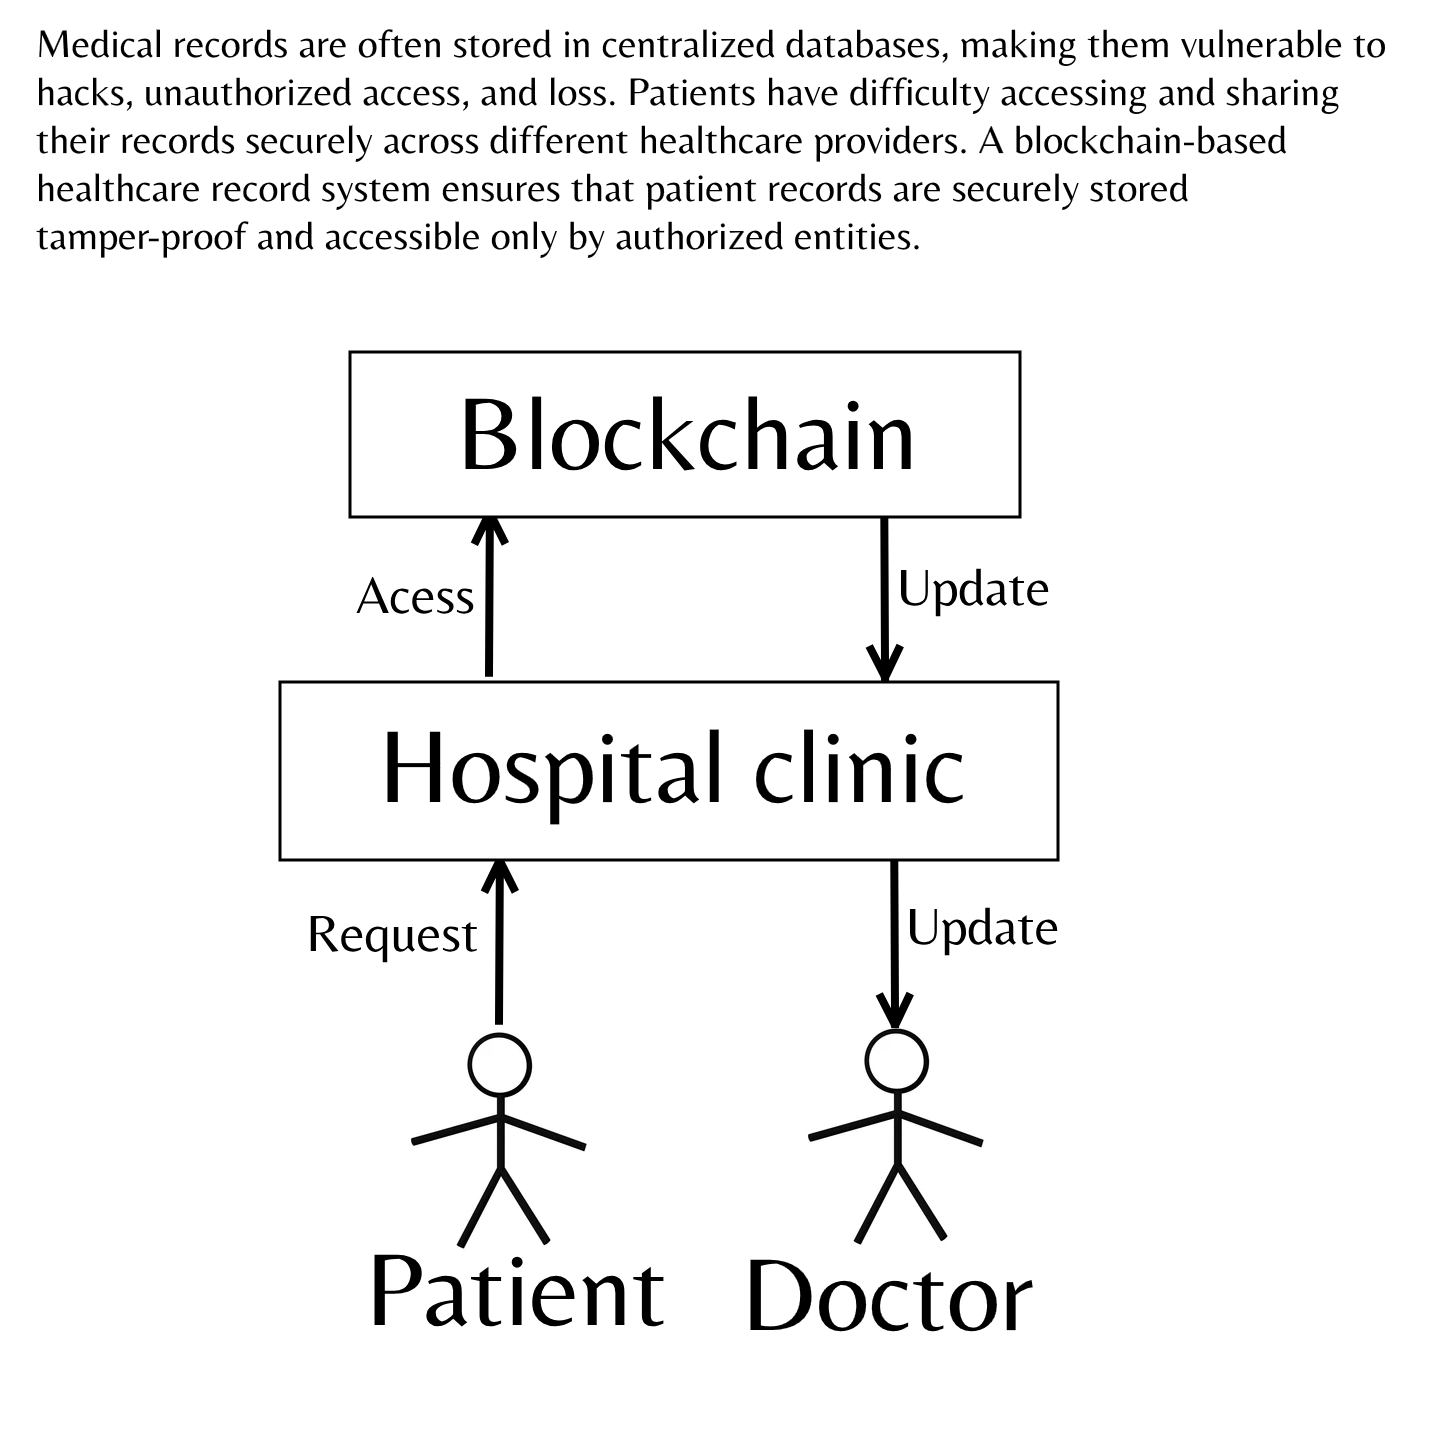 Medical records are often stored in centralized databases, making them vulnerable to
hacks, unauthorized access, and loss. Patients have difficulty accessing and sharing
their records securely across different healthcare providers. A blockchain-based
healthcare record system ensures that patient records are securely stored
tamper-proof and accessible only by authorized entities.
Blockchain
Acess
Update
Hospital clinic
Request
Update
Patient
Doctor